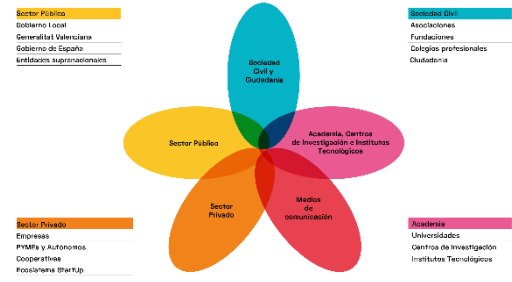 Sector Público
Gobierno Local
Generalitat Valenciana
Gobierno de España
Entidades supranacionales
Sociedad Civil
Asociaciones
Fundaciones
Colegios profesionales
Ciudadanía
Sociedad
Civil y
Ciudadanía
Sector Público
Academia, Centros
de Investigación e Institutos
Tecnológicos
Sector
Privado
Medios
de
comunicación
Sector Privado
Empresas
PYMEs y Autónomos
Cooperativas
Ecosistema StartUp
Academia
Universidades
Centros de Investigación
Institutos Tecnológicos